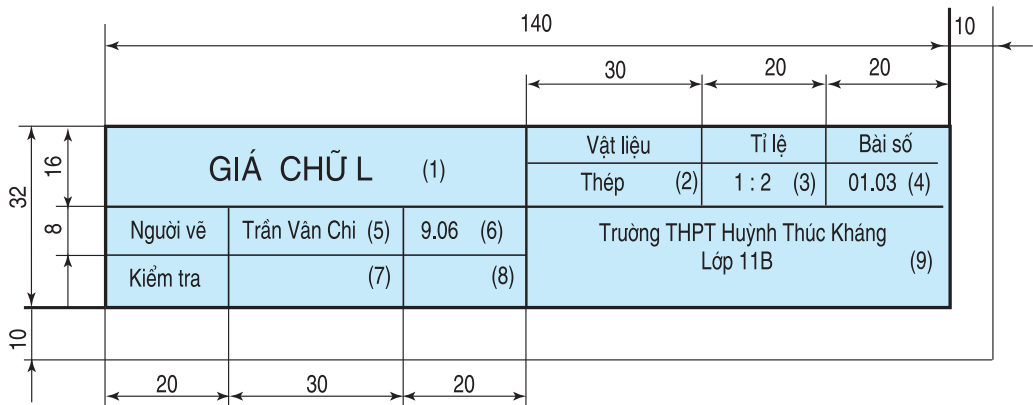 140 10
30 20 20
32 16 GIÁ CHỮ L (1) Vật liệu Tỉ lệ Bài số
Thép (2) 1 : 2 (3) 01.03 (4)
8 Người vẽ Trần Vân Chi (5) 9.06 (6) Trường THPT Huỳnh Thúc Kháng
Kiểm tra (7) (8) Lớp 11B (9)
10
20 30 20